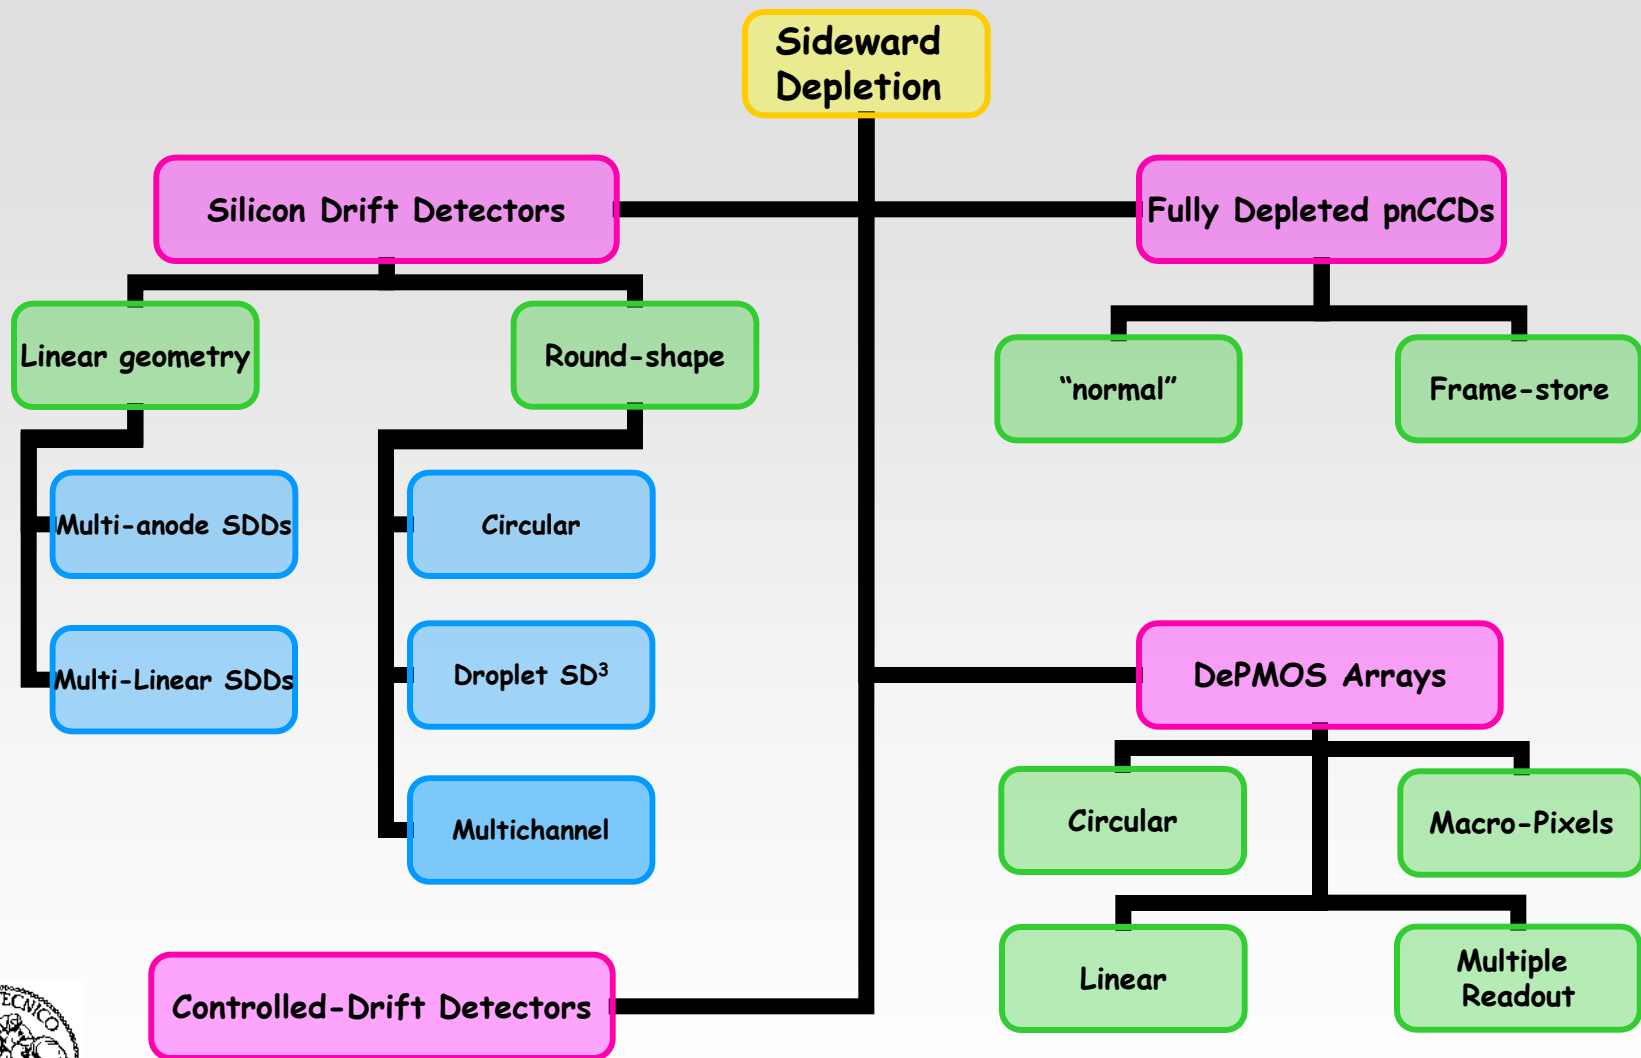 Sideward
Depletion
Silicon Drift Detectors
Fully Depleted pnCCDs
Linear geometry
Round-shape
“normal”
Frame-store
Multi-anode SDDs
Circular
Multi-Linear SDDs
Droplet SD³
Multichannel
DePMOS Arrays
Circular
Macro-Pixels
Linear
Multiple
Readout
Controlled-Drift Detectors
TECNICO